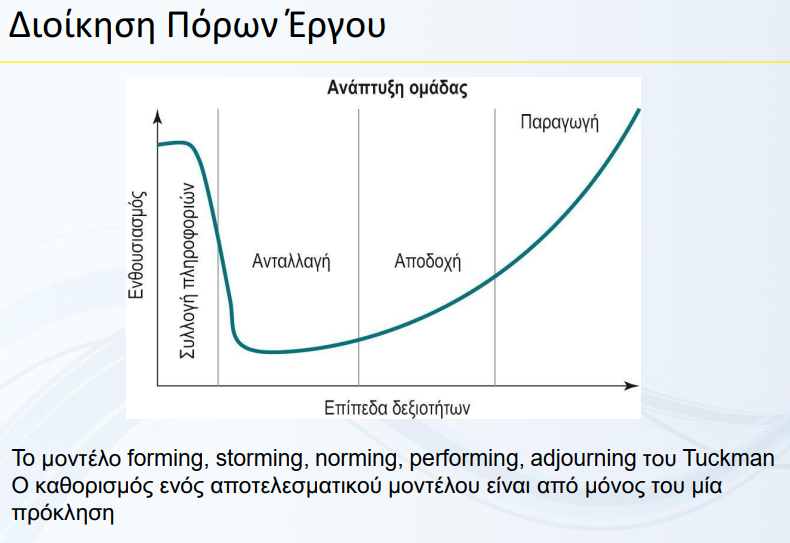 Διοίκηση Πόρων Έργου
Ανάπτυξη ομάδας
Παραγωγή
Ενθουσιασμός
Συλλογή πληροφοριών
Ανταλλαγή
Αποδοχή
Επίπεδα δεξιοτήτων
Το μοντέλο forming, storming, norming, performing, adjourning του Tuckman
Ο καθορισμός ενός αποτελεσματικού μοντέλου είναι από μόνος του μία
πρόκληση